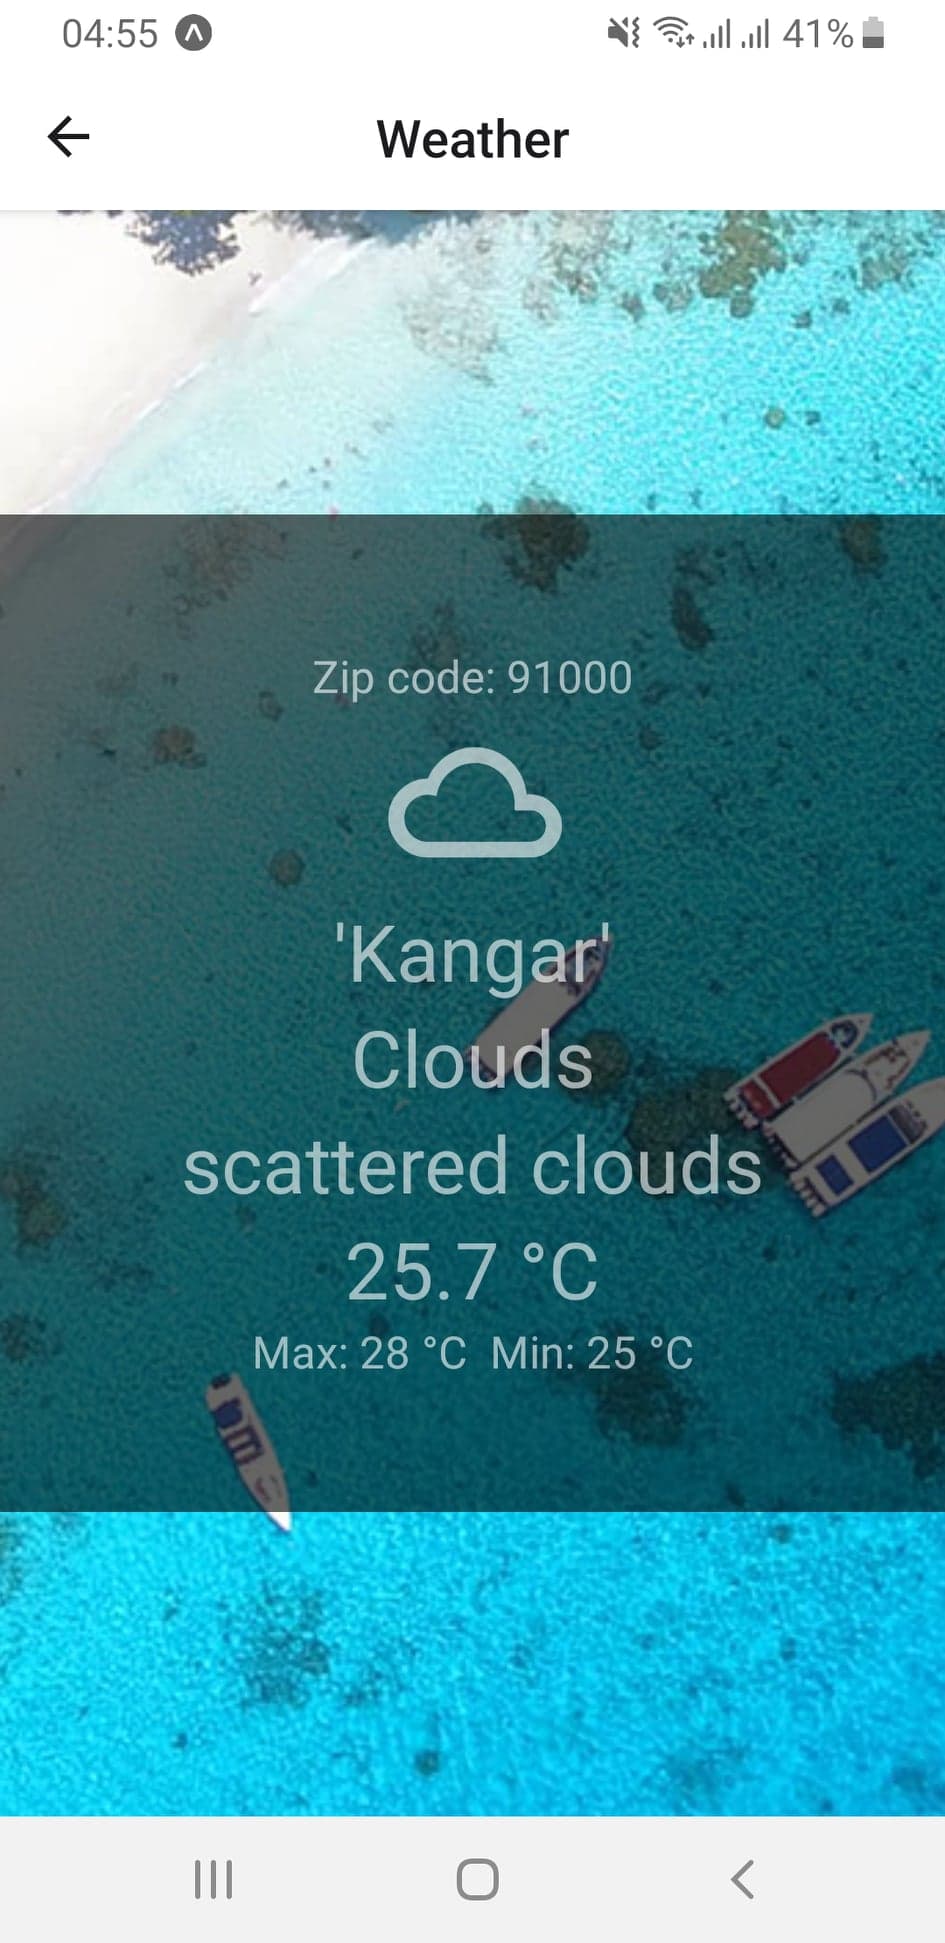 04:55 41%
Weather
Zip code: 91000
'Kangar'
Clouds
scattered clouds
25.7 °C
Max: 28 °C Min: 25 °C